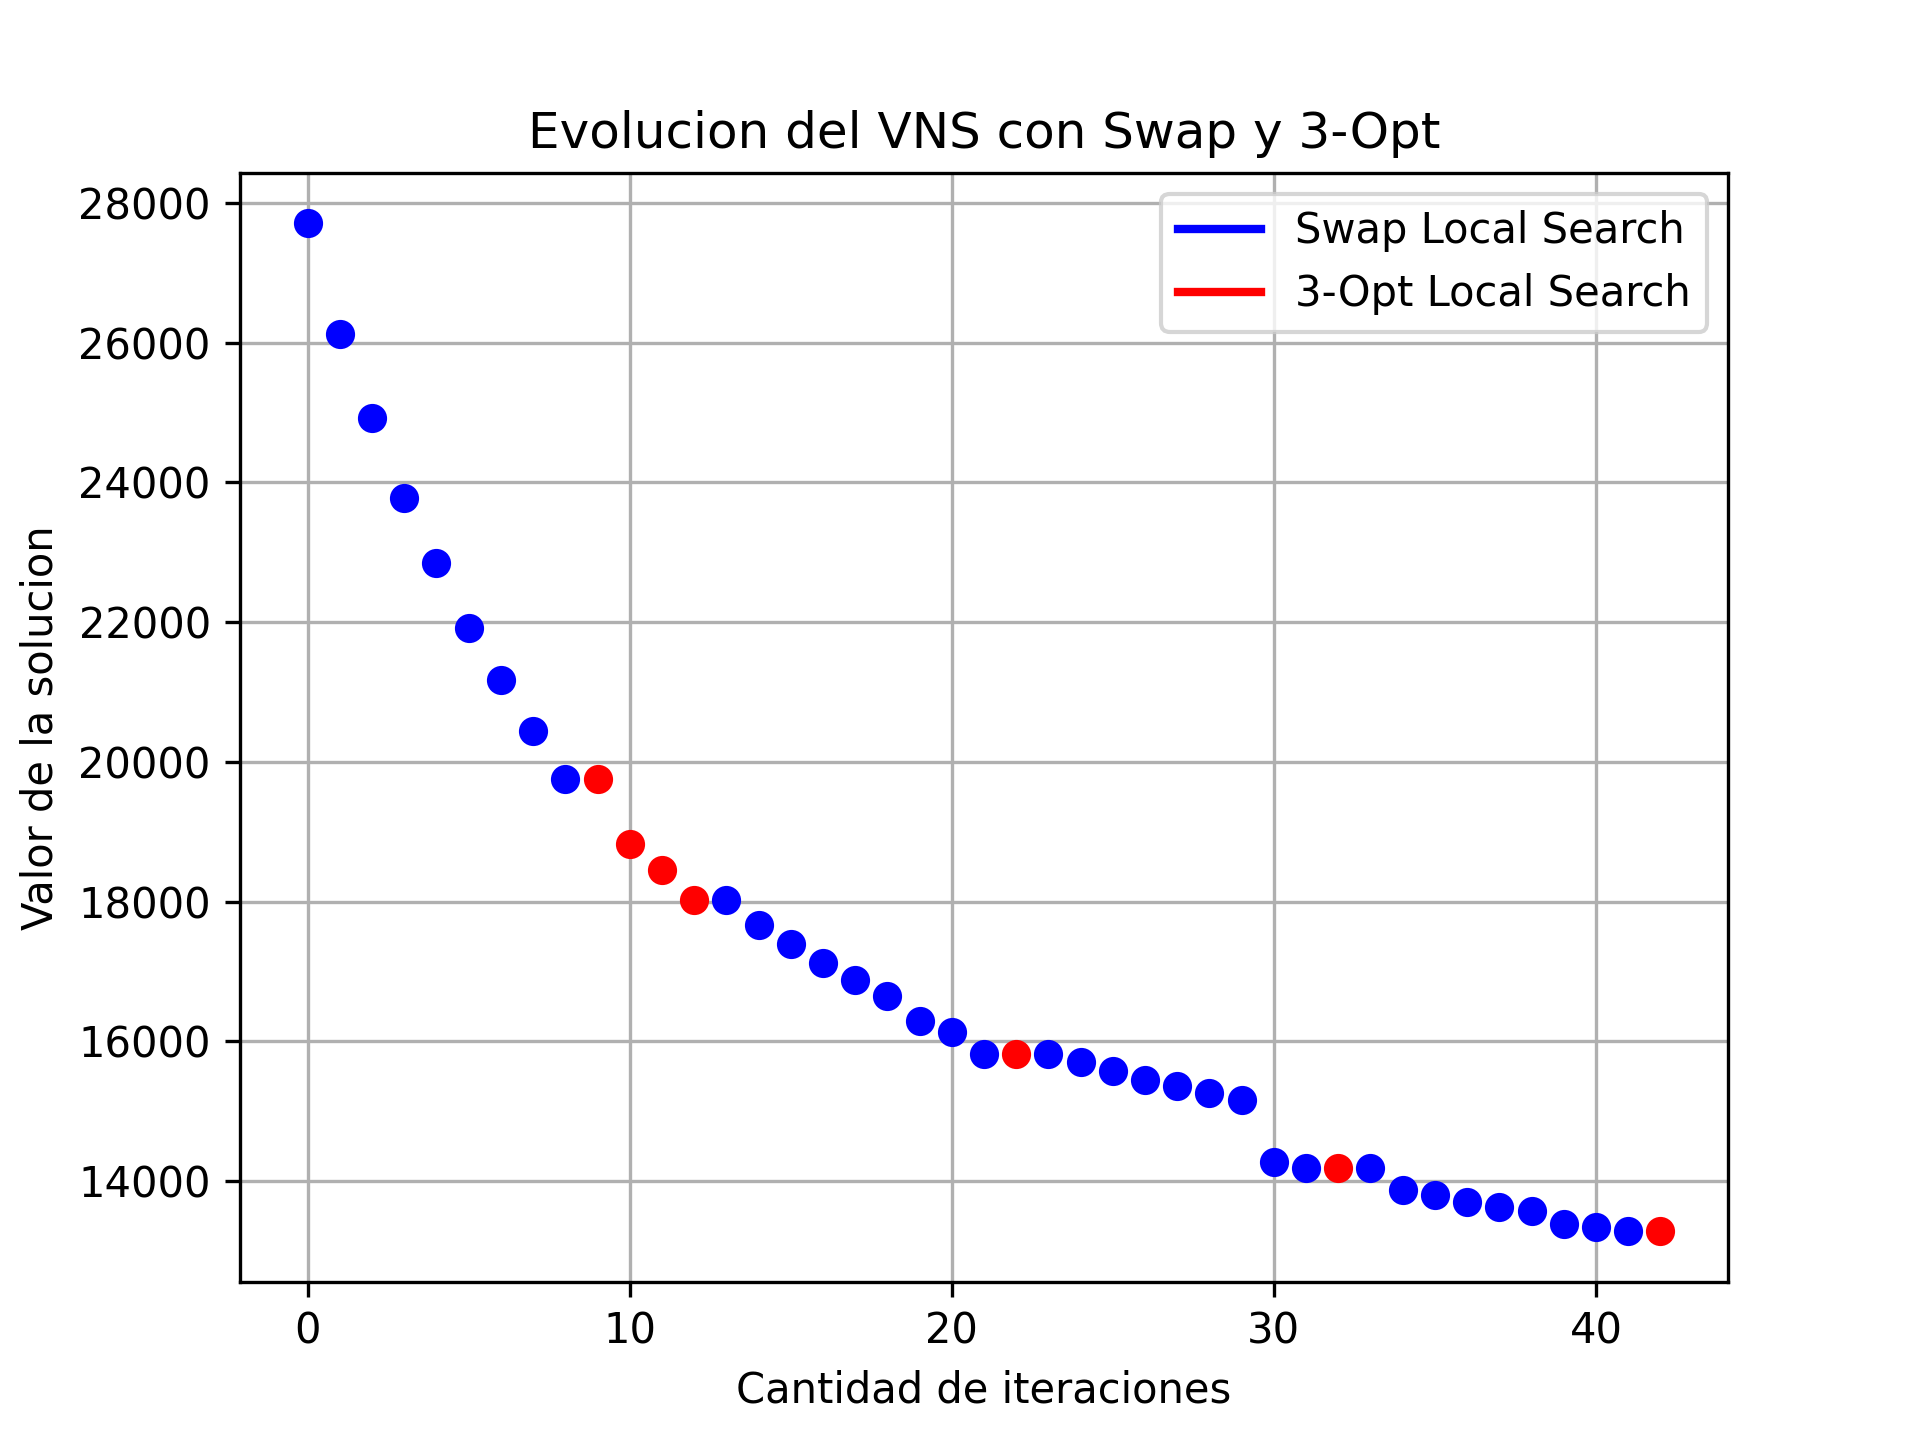 Evolucion del VNS con Swap y 3-Opt
Swap Local Search
3-Opt Local Search
Valor de la solucion
28000
26000
24000
22000
20000
18000
16000
14000
0 10 20 30 40
Cantidad de iteraciones